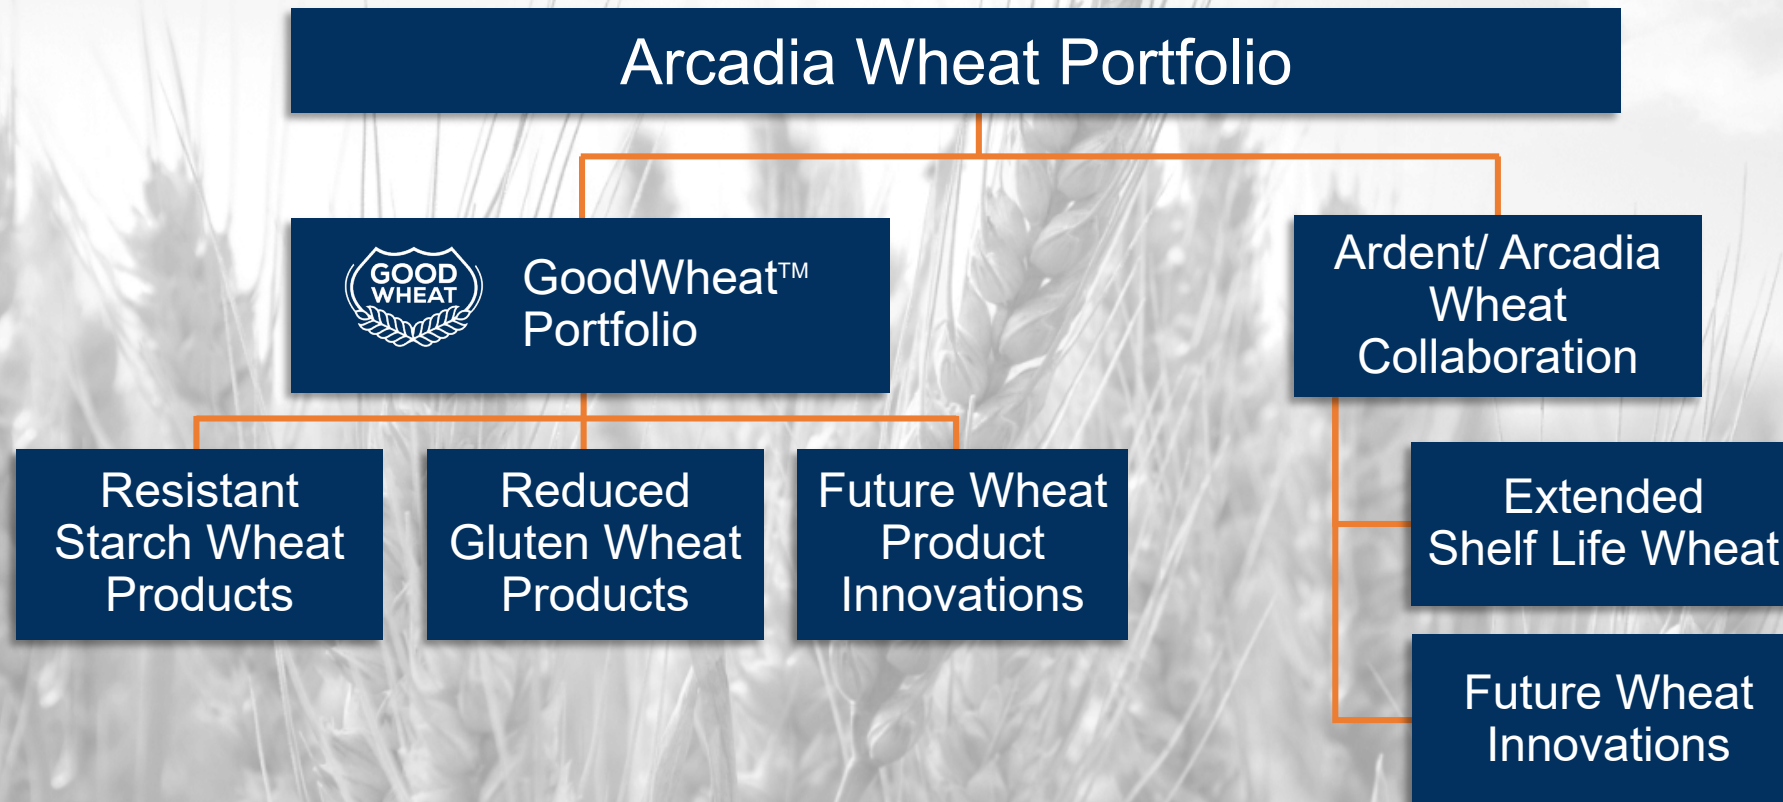 Arcadia Wheat Portfolio
GOOD
WHEAT
GoodWheat™
Portfolio
Ardent/ Arcadia
Wheat
Collaboration
Resistant
Starch Wheat
Products
Reduced
Gluten Wheat
Products
Future Wheat
Product
Innovations
Extended
Shelf Life Wheat
Future Wheat
Innovations